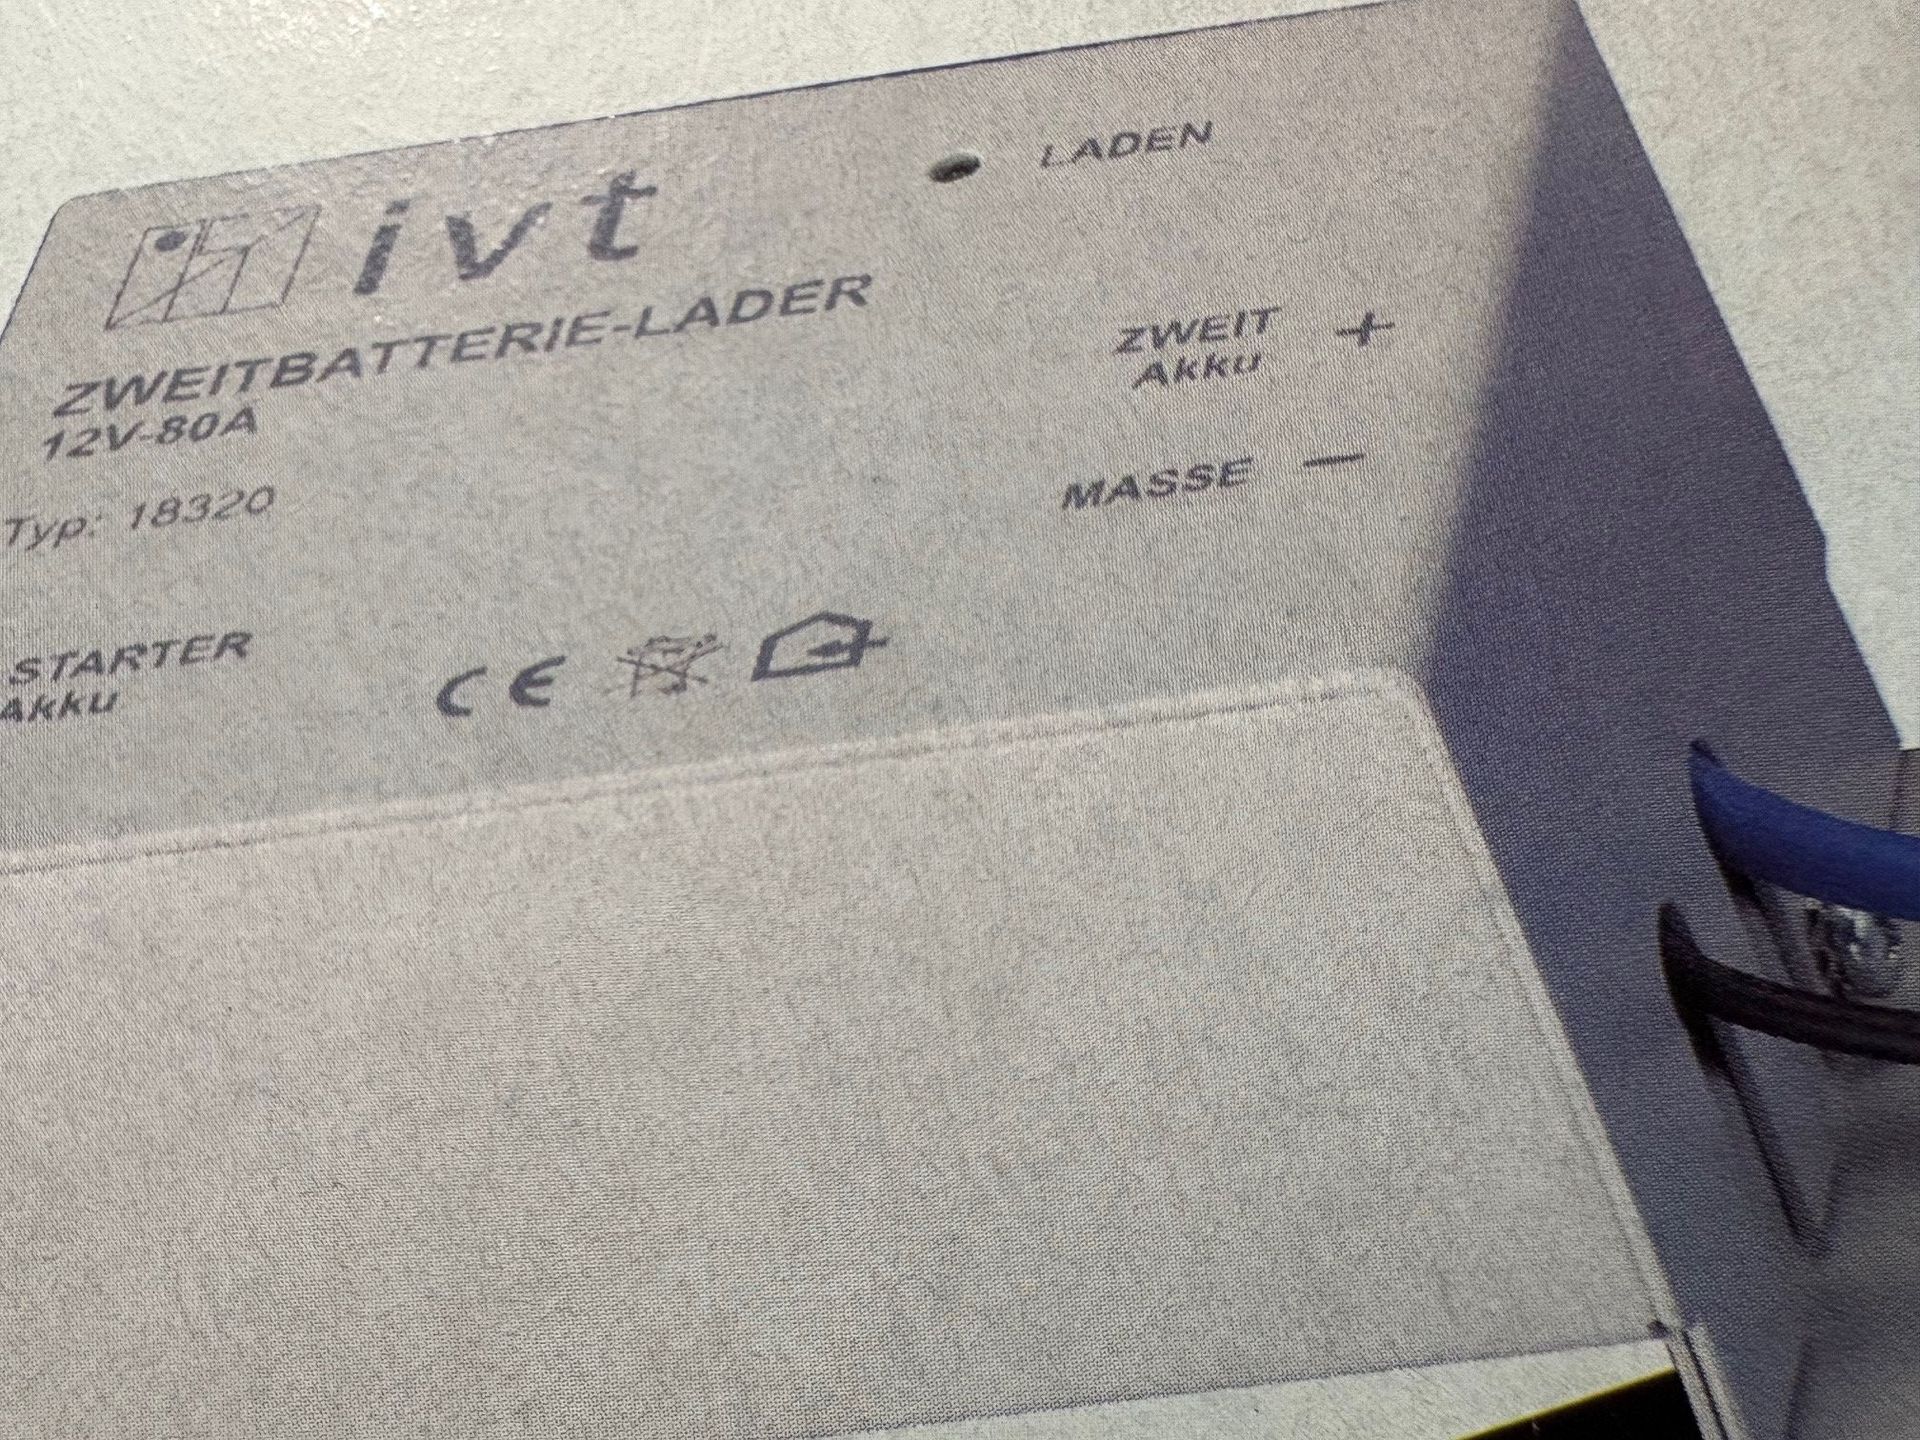 ivt
LADEN
ZWEITBATTERIE-LADER
12V-80A
Typ: 18320
ZWEIT +
Akku
MASSE —
STARTER
Akku
CE